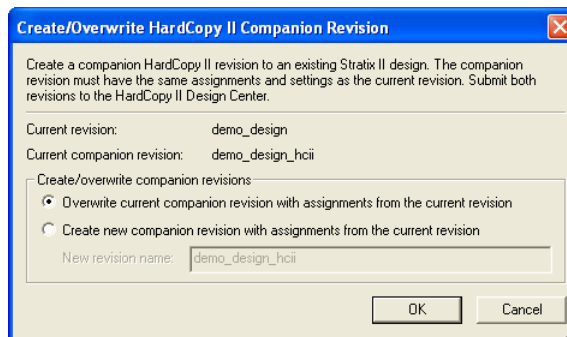 Create/Overwrite HardCopy II Companion Revision
Create a companion HardCopy II revision to an existing Stratix II design. The companion
revision must have the same assignments and settings as the current revision. Submit both
revisions to the HardCopy II Design Center.
Current revision: demo_design
Current companion revision: demo_design_hcii
Create/overwrite companion revisions
Overwrite current companion revision with assignments from the current revision
Create new companion revision with assignments from the current revision
New revision name: demo_design_hcii
OK Cancel